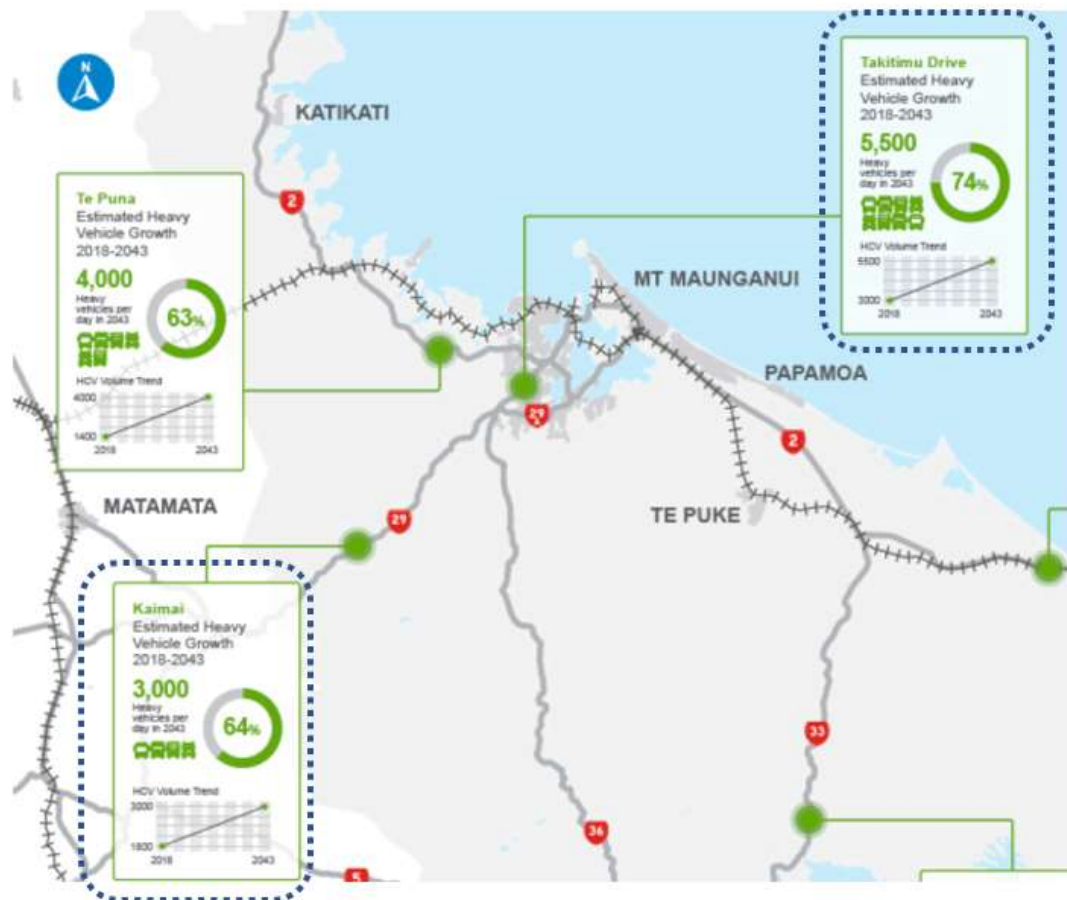 N
KATIKATI
2
Takitimu Drive
Estimated Heavy
Vehicle Growth
2018-2043
5,500
Heavy
vehicles per
day in 2043
74%
HCV Volume Trend
5500
3000
2018
2043
Te Puna
Estimated Heavy
Vehicle Growth
2018-2043
4,000
Heavy
vehicles per
day in 2043
63%
HCV Volume Trend
4000
1400
2018
2043
MT MAUNGANUI
PAPAMOA
29
A
2
MATAMATA
TE PUKE
29
Kaimai
Estimated Heavy
Vehicle Growth
2018-2043
3,000
Heavy
vehicles per
day in 2043
64%
HCV Volume Trend
3000
1800
2018
2043
33
36
5